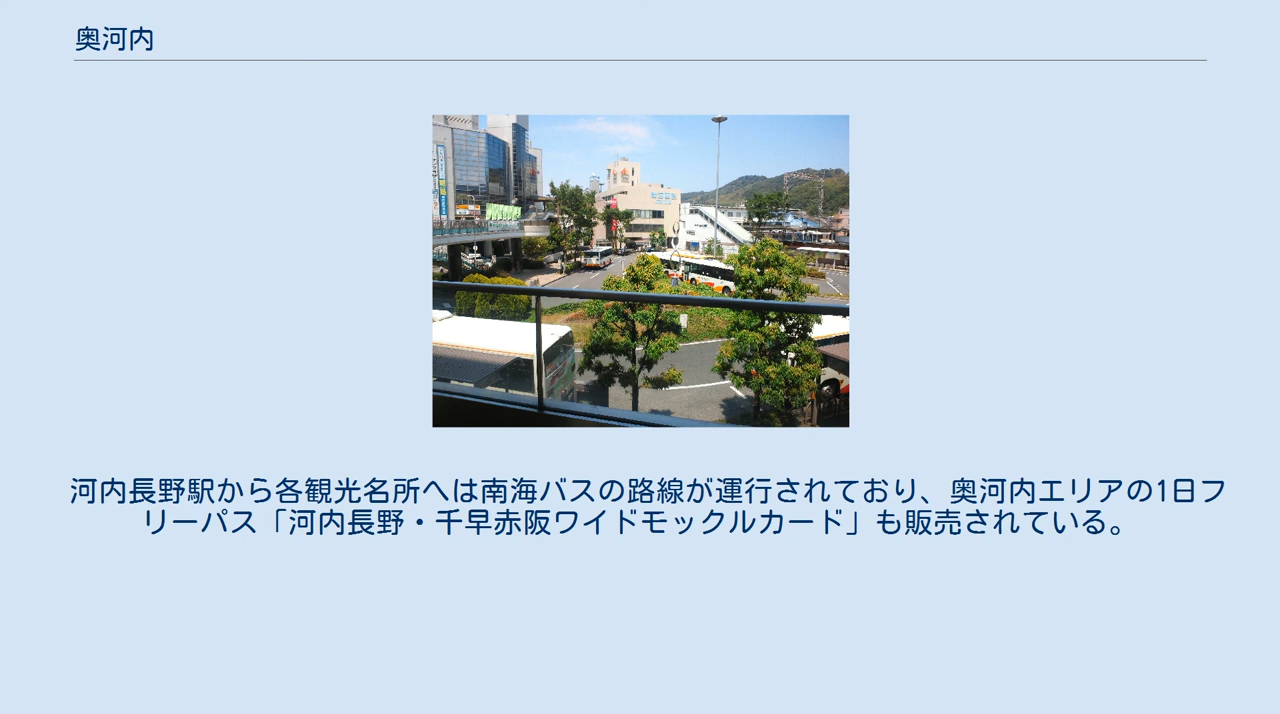 奥河内
河内長野駅から各観光名所へは南海バスの路線が運行されており、奥河内エリアの1日フ
リーパス「河内長野・千早赤阪ワイドモックルカード」も販売されている。